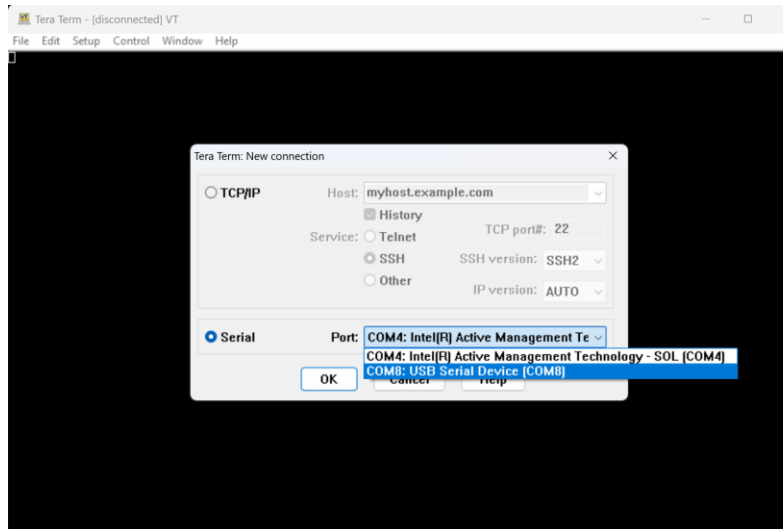 Tera Term - [disconnected] VT
File Edit Setup Control Window Help
Tera Term: New connection
TCP/IP
Host: myhost.example.com
History
Service: Telnet
TCP port#: 22
SSH
SSH version: SSH2
Other
IP version: AUTO
Serial
Port: COM4: Intel(R) Active Management Te
COM4: Intel(R) Active Management Technology - SOL (COM4)
COM8: USB Serial Device (COM8)
OK Cancel Help